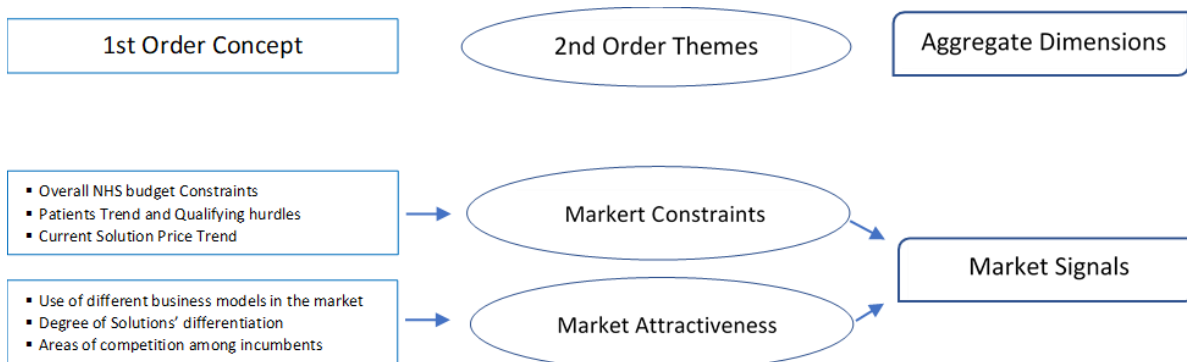 1st Order Concept
2nd Order Themes
Aggregate Dimensions
▪ Overall NHS budget Constraints
▪ Patients Trend and Qualifying hurdles
▪ Current Solution Price Trend
Markert Constraints
Market Signals
▪ Use of different business models in the market
▪ Degree of Solutions’ differentiation
▪ Areas of competition among incumbents
Market Attractiveness